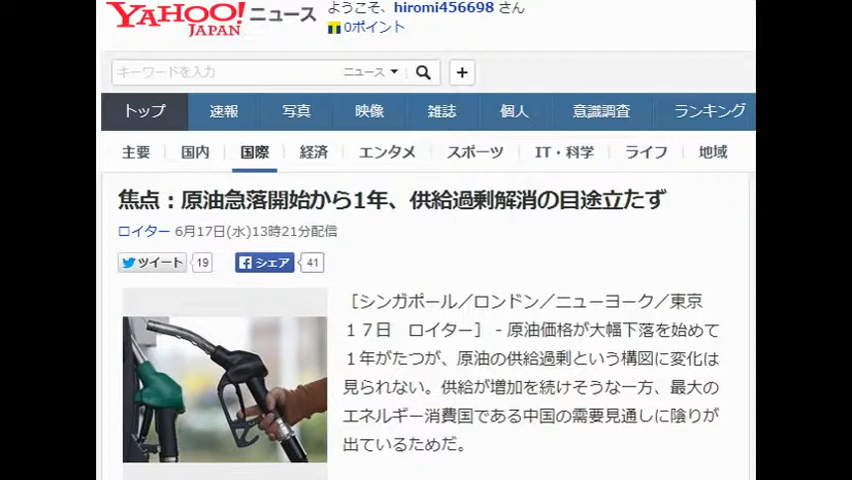 YAHOO! JAPAN ニュース
ようこそ、hiromi456698 さん
0ポイント
キーワードを入力 ニュース
トップ 速報 写真 映像 雑誌 個人 意識調査 ランキング
主要 国内 国際 経済 エンタメ スポーツ IT・科学 ライフ 地域
焦点:原油急落開始から1年、供給過剰解消の目途立たず
ロイター 6月17日(水)13時21分配信
ツイート 19 シェア 41
[シンガポール/ロンドン/ニューヨーク/東京
17日 ロイター] - 原油価格が大幅下落を始めて
1年がたつが、原油の供給過剰という構図に変化は
見られない。供給が増加を続けそうな一方、最大の
エネルギー消費国である中国の需要見通しに陰りが
出ているためだ。